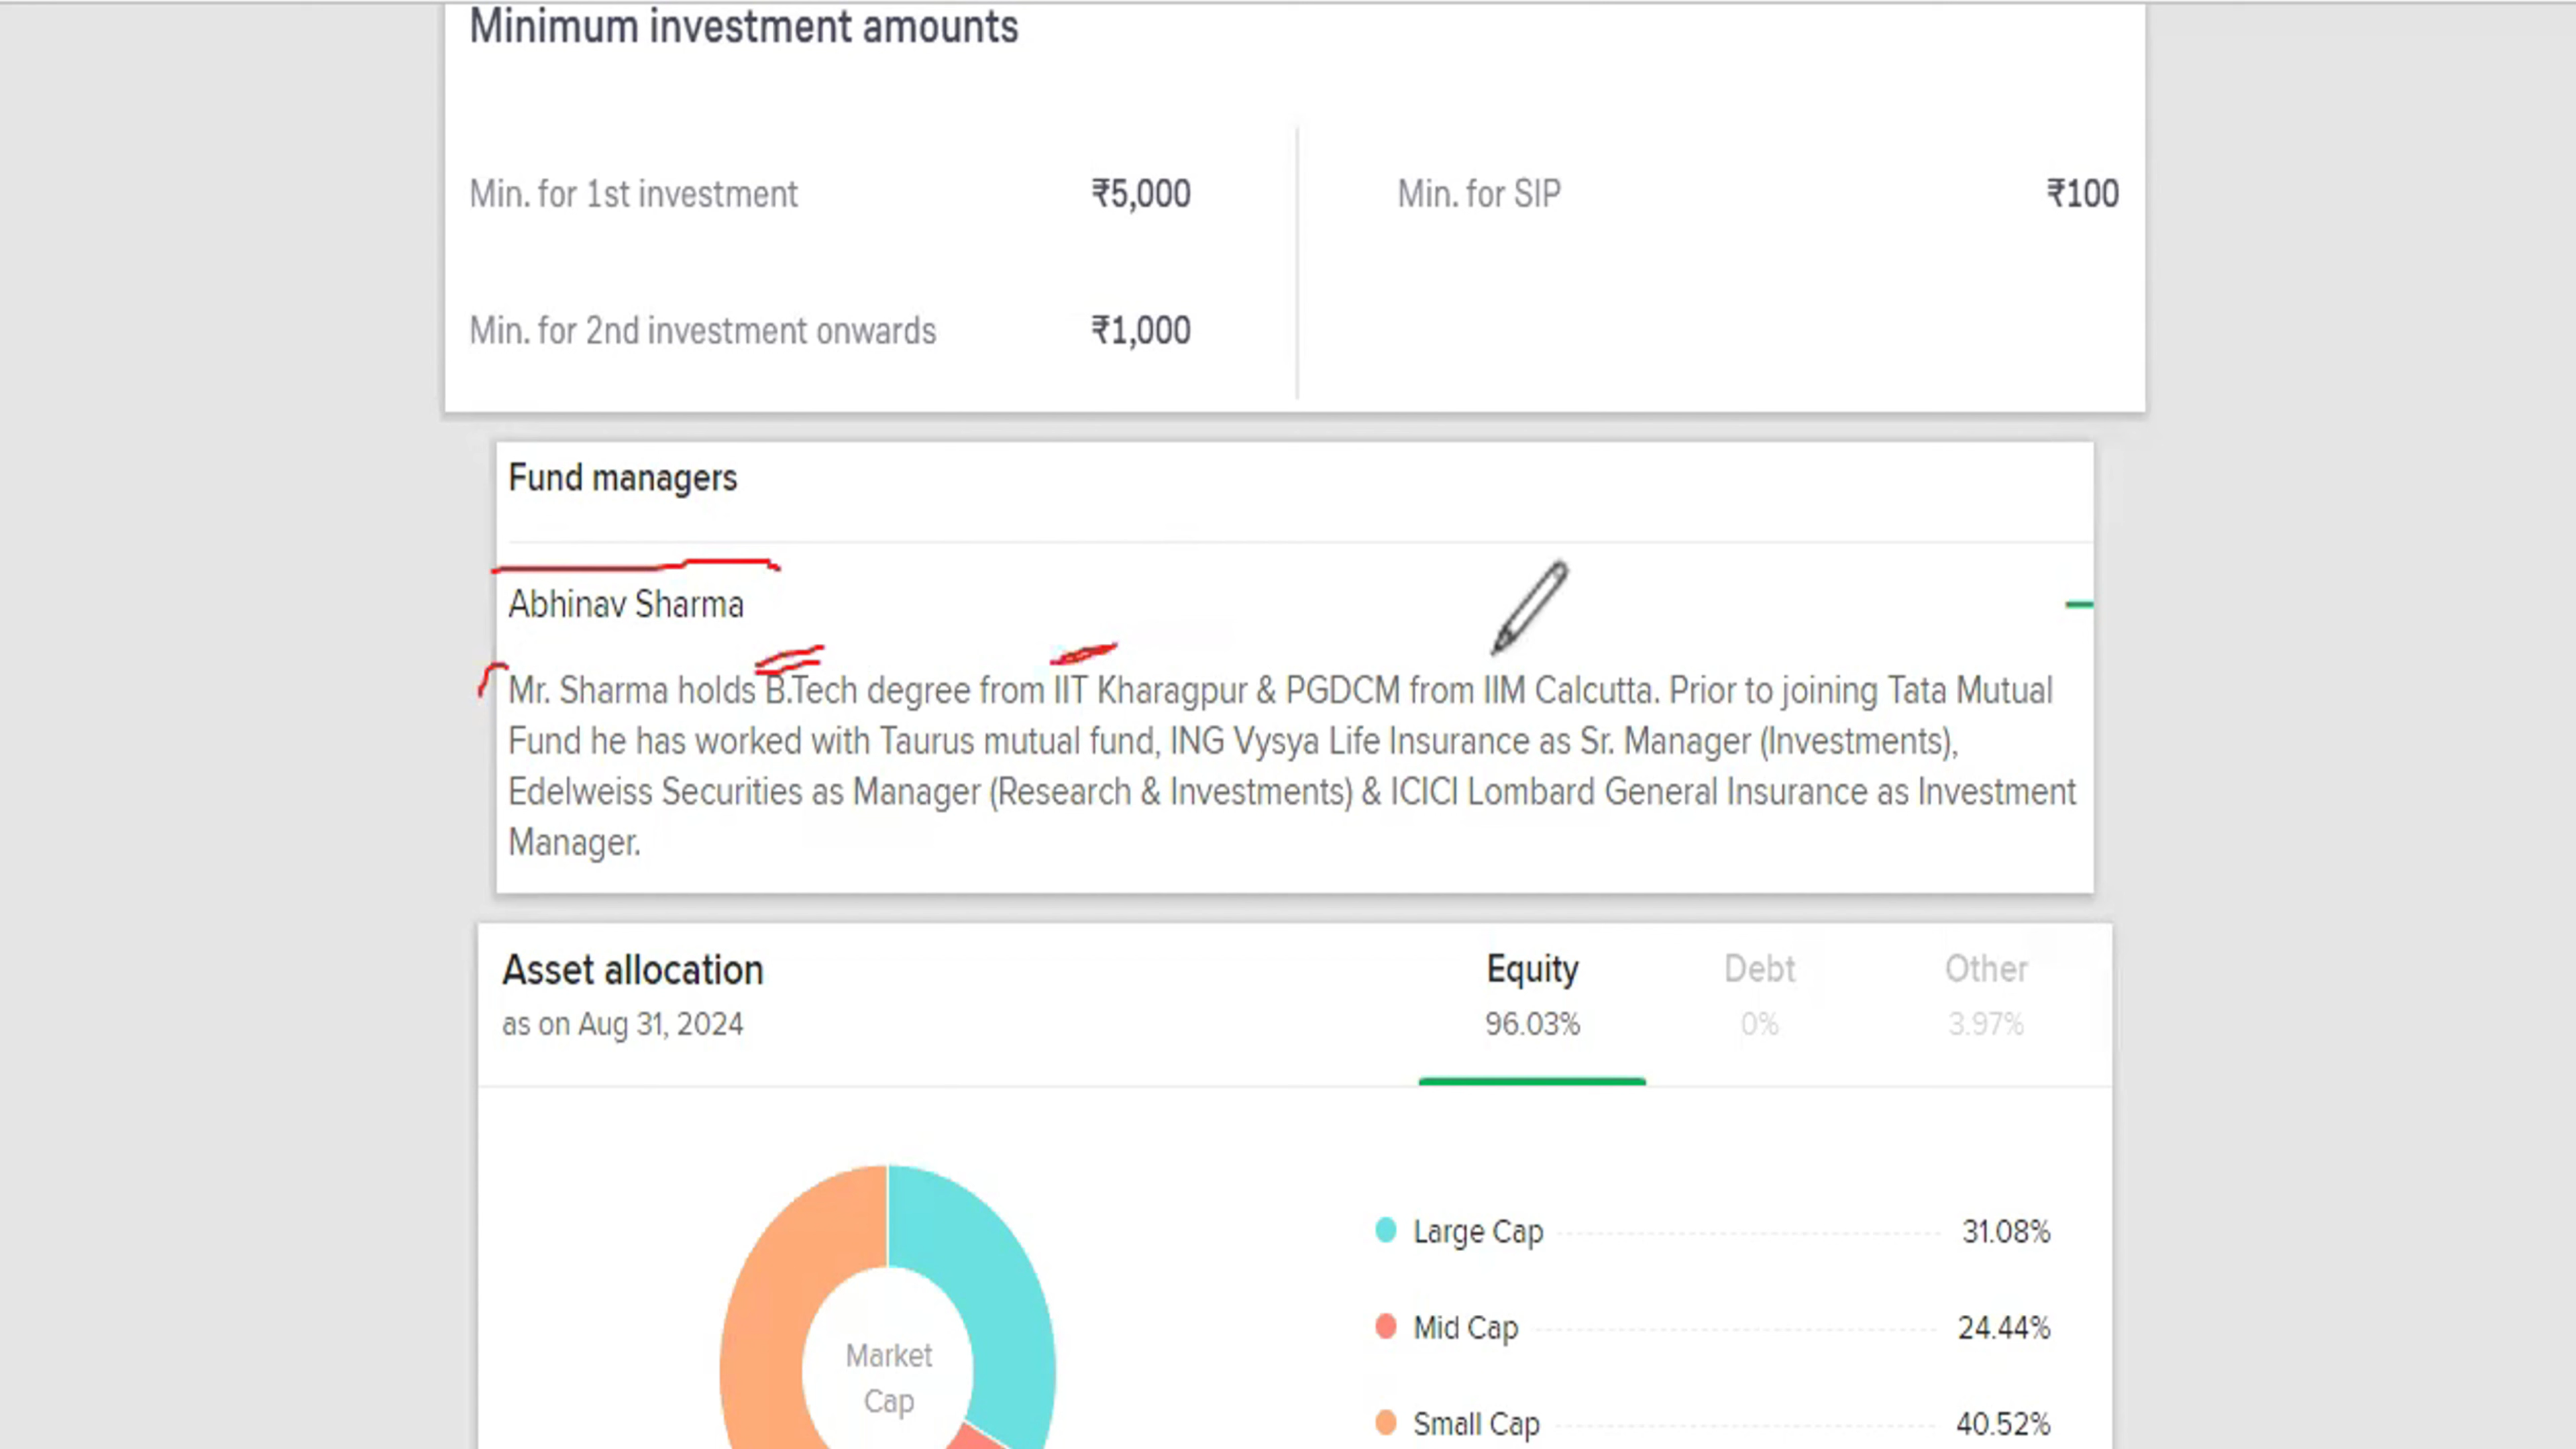 Minimum investment amounts
Min. for 1st investment ₹5,000 Min. for SIP ₹100
Min. for 2nd investment onwards ₹1,000
Fund managers
Abhinav Sharma
Mr. Sharma holds B.Tech degree from IIT Kharagpur & PGDCM from IIM Calcutta. Prior to joining Tata Mutual
Fund he has worked with Taurus mutual fund, ING Vysya Life Insurance as Sr. Manager (Investments),
Edelweiss Securities as Manager (Research & Investments) & ICICI Lombard General Insurance as Investment
Manager.
Asset allocation Equity Debt Other
as on Aug 31, 2024 96.03% 0% 3.97%
Market
Cap
Large Cap 31.08%
Mid Cap 24.44%
Small Cap 40.52%